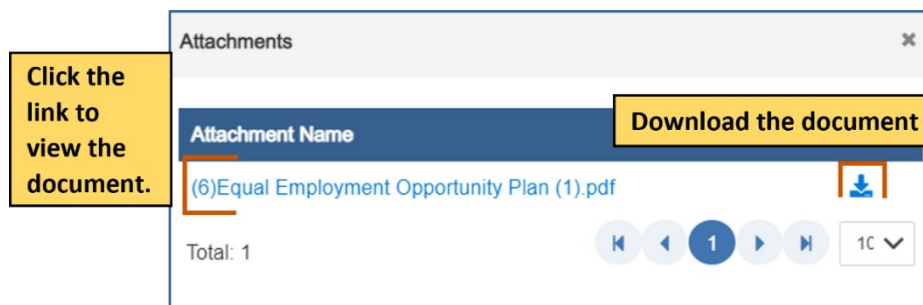 Attachments
Click the
link to
view the
document.
Attachment Name
Download the document
(6)Equal Employment Opportunity Plan (1).pdf
Total: 1
1
10